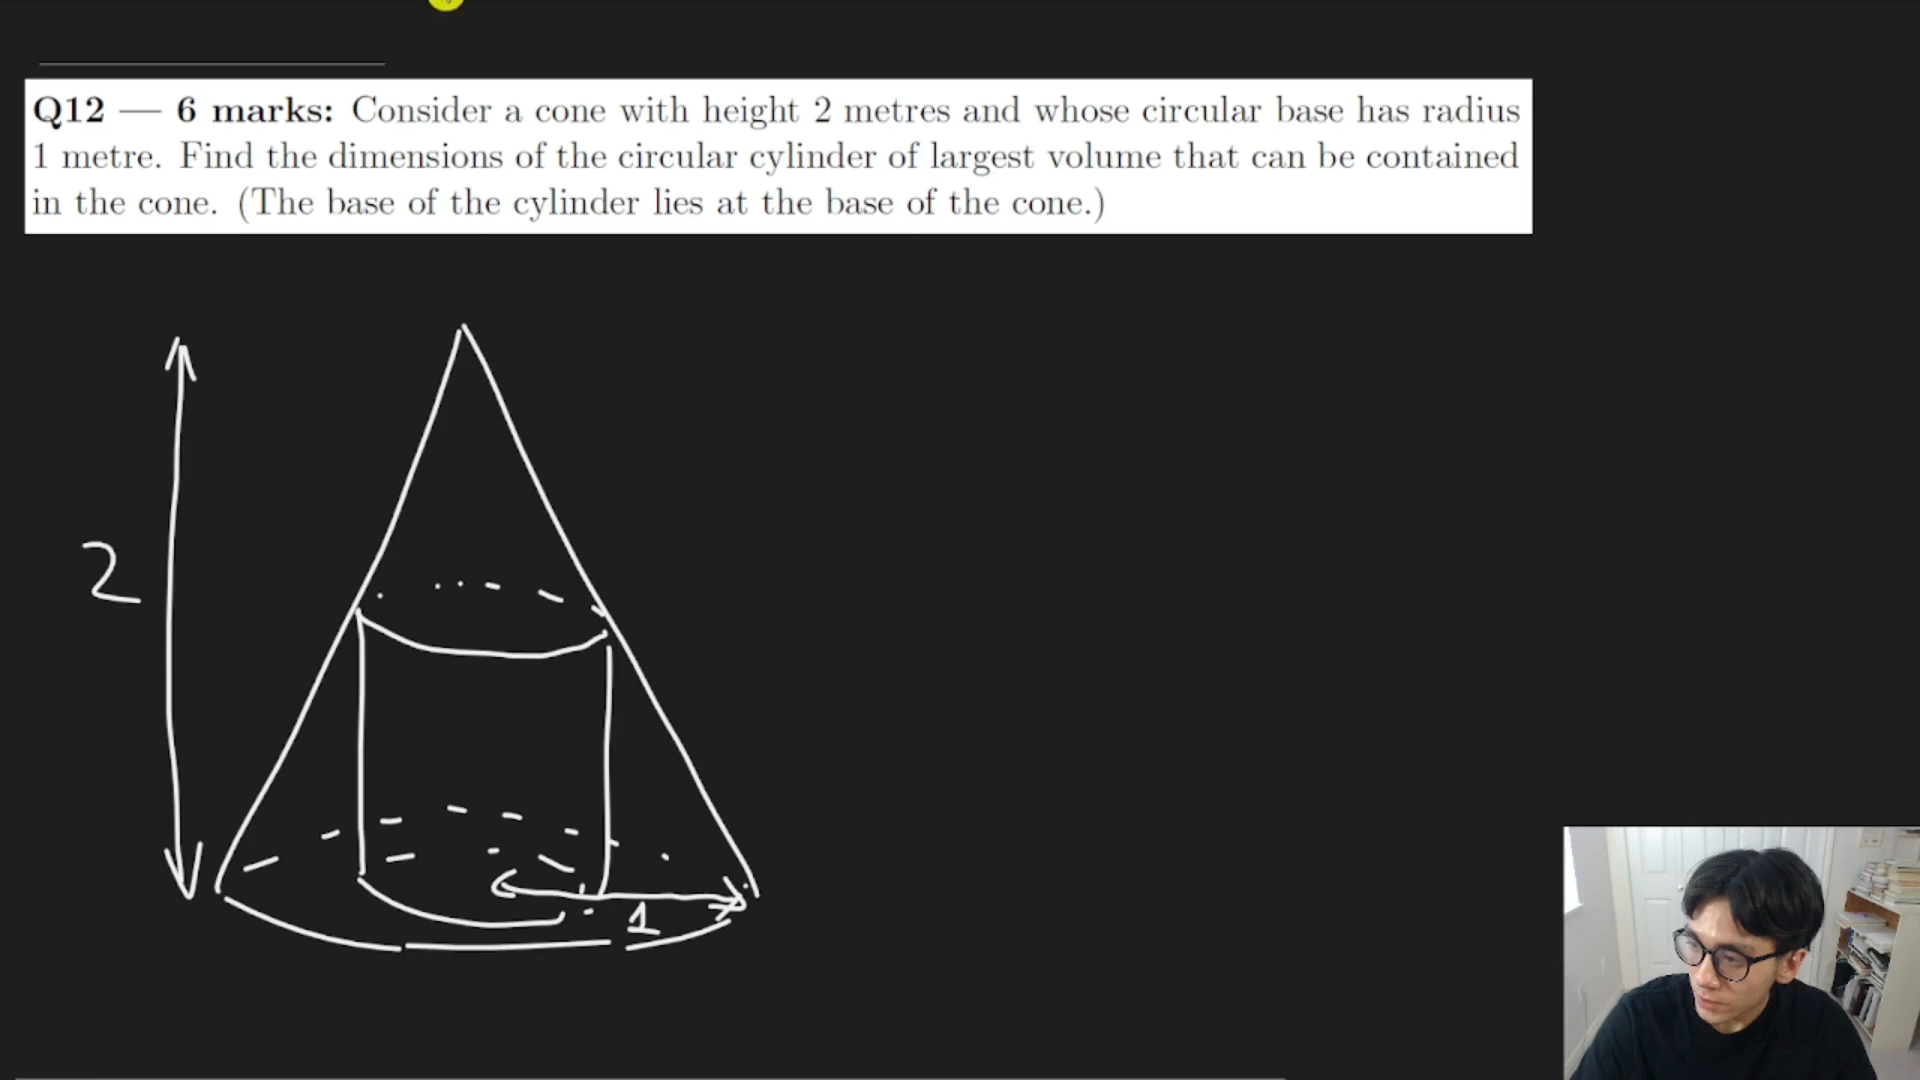 Q12 — 6 marks: Consider a cone with height 2 metres and whose circular base has radius
1 metre. Find the dimensions of the circular cylinder of largest volume that can be contained
in the cone. (The base of the cylinder lies at the base of the cone.)
2
1